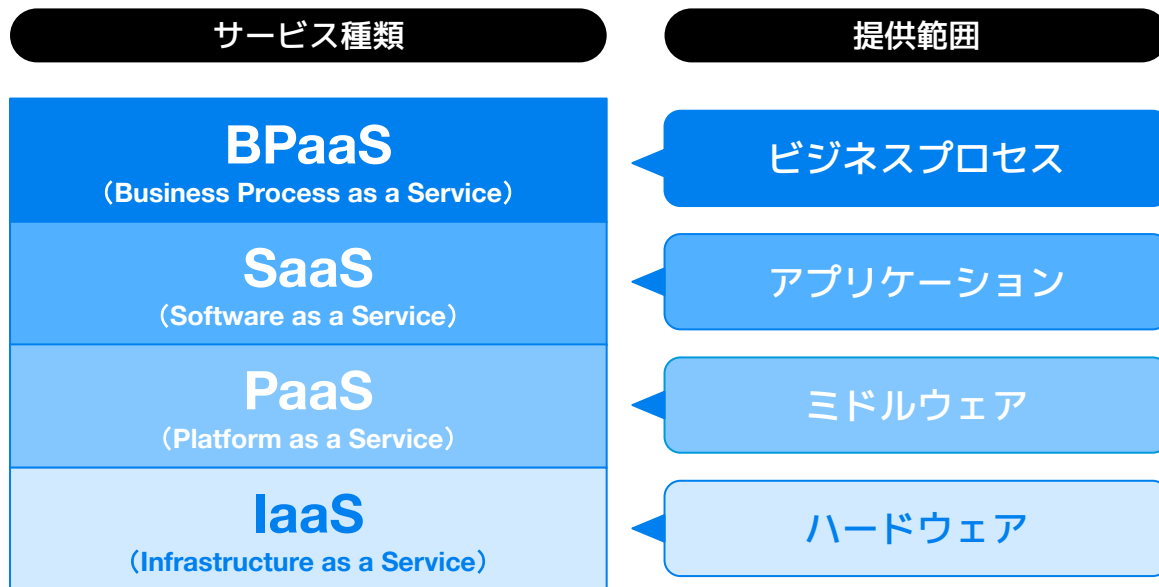 サービス種類
提供範囲
BPaaS
（Business Process as a Service）
ビジネスプロセス
SaaS
（Software as a Service）
アプリケーション
PaaS
（Platform as a Service）
ミドルウェア
IaaS
（Infrastructure as a Service）
ハードウェア